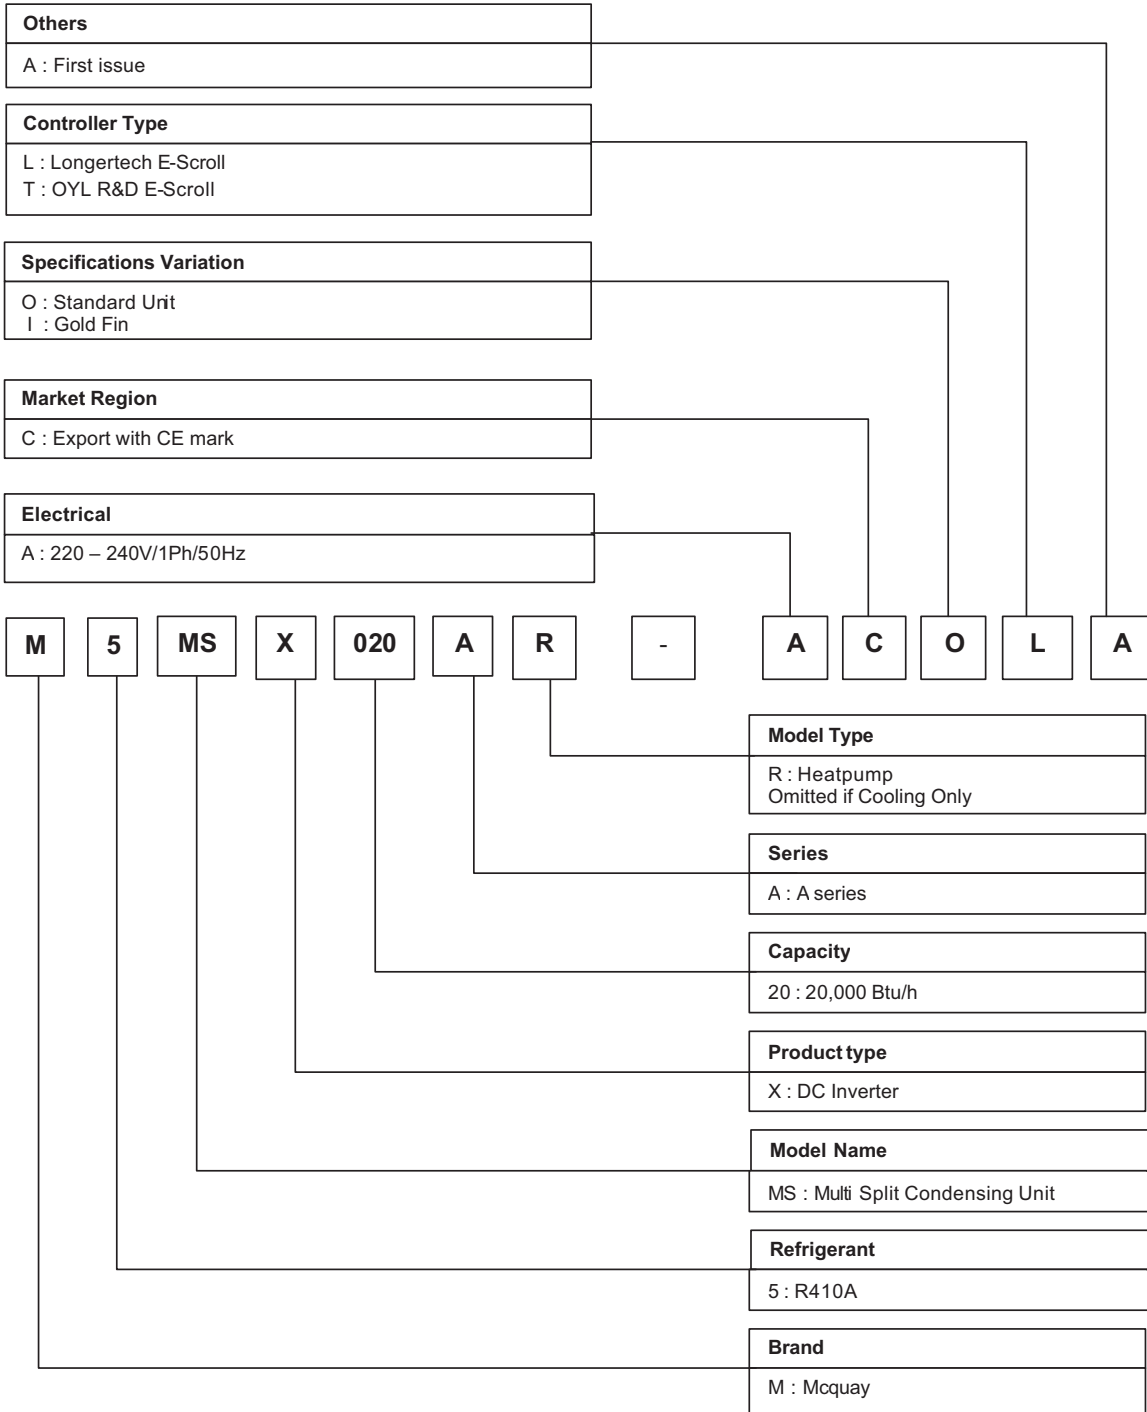 Others
A : First issue
Controller Type
L : Longertech E-Scroll
T : OYL R&D E-Scroll
Specifications Variation
O : Standard Unit
I : Gold Fin
Market Region
C : Export with CE mark
Electrical
A : 220 – 240V/1Ph/50Hz
M 5 MS X 020 A R - A C O L A
Model Type
R : Heatpump
Omitted if Cooling Only
Series
A : A series
Capacity
20 : 20,000 Btu/h
Product type
X : DC Inverter
Model Name
MS : Multi Split Condensing Unit
Refrigerant
5 : R410A
Brand
M : Mcquay